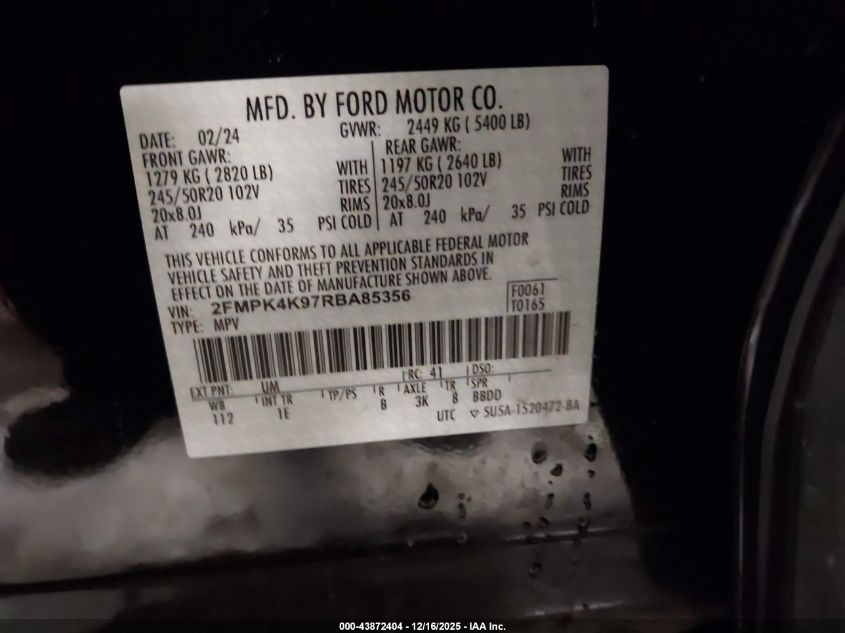 MFD. BY FORD MOTOR CO.
DATE: 02/24 GVWR: 2449 KG ( 5400 LB)
FRONT GAWR: REAR GAWR:
1279 KG ( 2820 LB) WITH 1197 KG ( 2640 LB) WITH
245/50R20 102V TIRES 245/50R20 102V TIRES
20x8.0J RIMS 20x8.0J RIMS
AT 240 kPa/ 35 PSI COLD AT 240 kPa/ 35 PSI COLD
THIS VEHICLE CONFORMS TO ALL APPLICABLE FEDERAL MOTOR
VEHICLE SAFETY AND THEFT PREVENTION STANDARDS IN
EFFECT ON THE DATE OF MANUFACTURE SHOWN ABOVE.
VIN: 2FMPK4K97RBA85356 F0061
TYPE: MPV T0165
EXT PNT: UM RC: 41 DSO:
WB INT TR TP/PS R AXLE TR SPR
112 1E B 3K 8 BBDD
UTC ▽ SU5A-1520472-BA
000-43872404 - 12/16/2025 - IAA Inc.